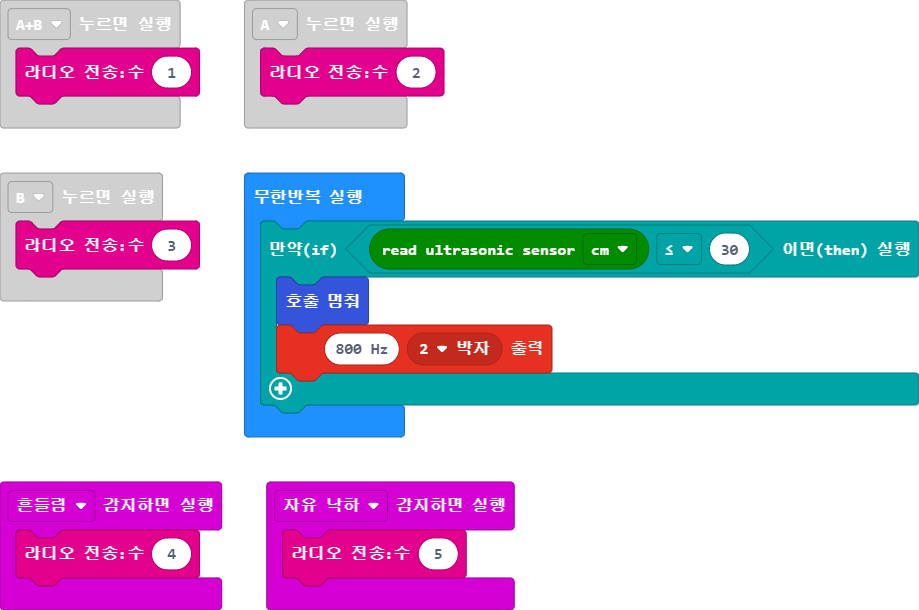 A+B 누르면 실행
라디오 전송:수 1
A 누르면 실행
라디오 전송:수 2
B 누르면 실행
라디오 전송:수 3
무한반복 실행
만약(if) read ultrasonic sensor cm ≤ 30 이면(then) 실행
호출 멈춰
800 Hz 2 박자 출력
흔들림 감지하면 실행
라디오 전송:수 4
자유 낙하 감지하면 실행
라디오 전송:수 5